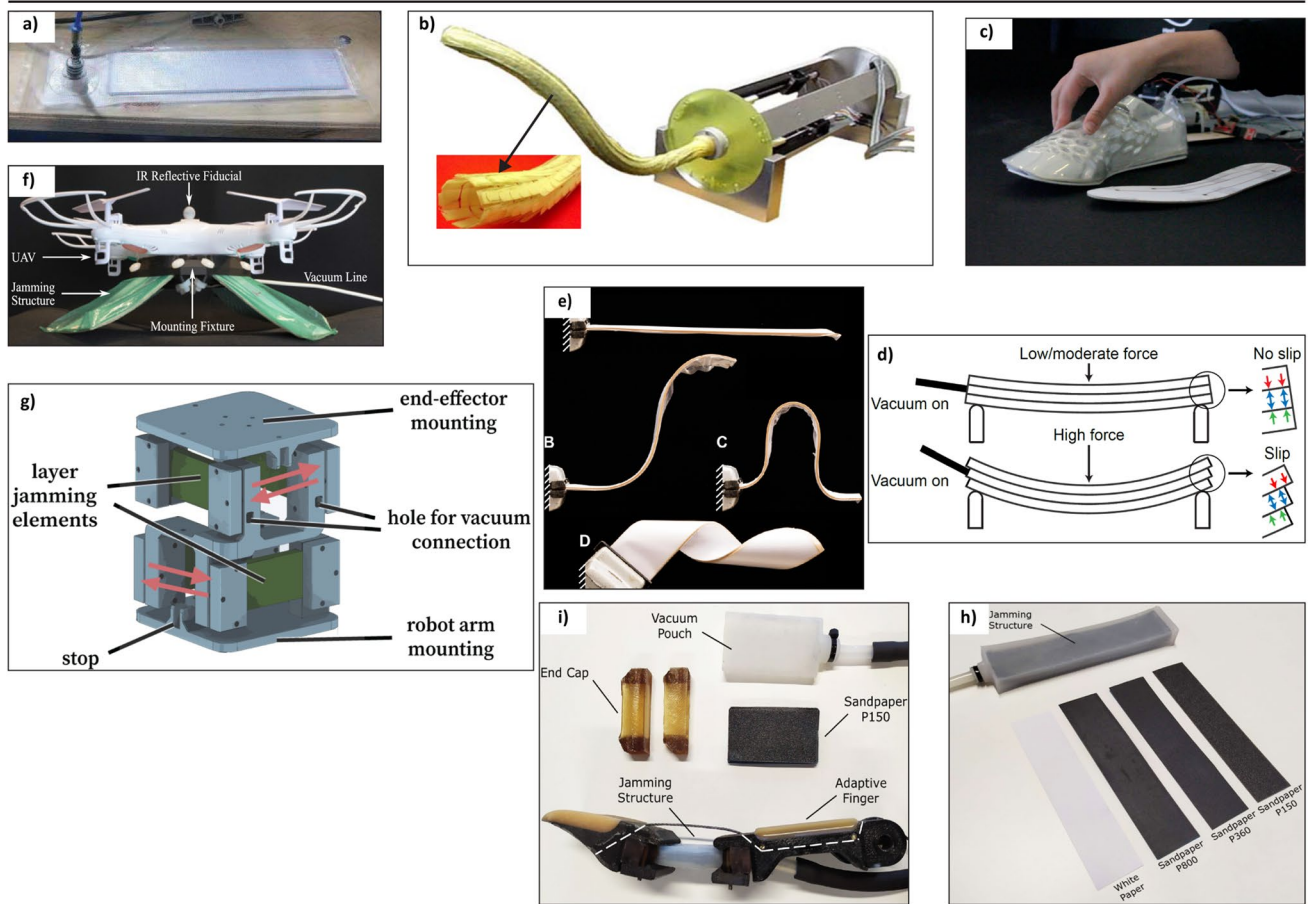 a)
b)
c)
f)
IR Reflective Fiducial
UAV
Jamming
Structure
Vacuum Line
Mounting Fixture
e)
B
C
D
d)
Low/moderate force
No slip
Vacuum on
High force
Slip
Vacuum on
g)
end-effector
mounting
layer
jamming
elements
hole for vacuum
connection
robot arm
mounting
stop
i)
Vacuum
Pouch
End Cap
Sandpaper
P150
Jamming
Structure
Adaptive
Finger
h)
Jamming
Structure
White
Paper
Sandpaper
P800
Sandpaper
P360
Sandpaper
P150